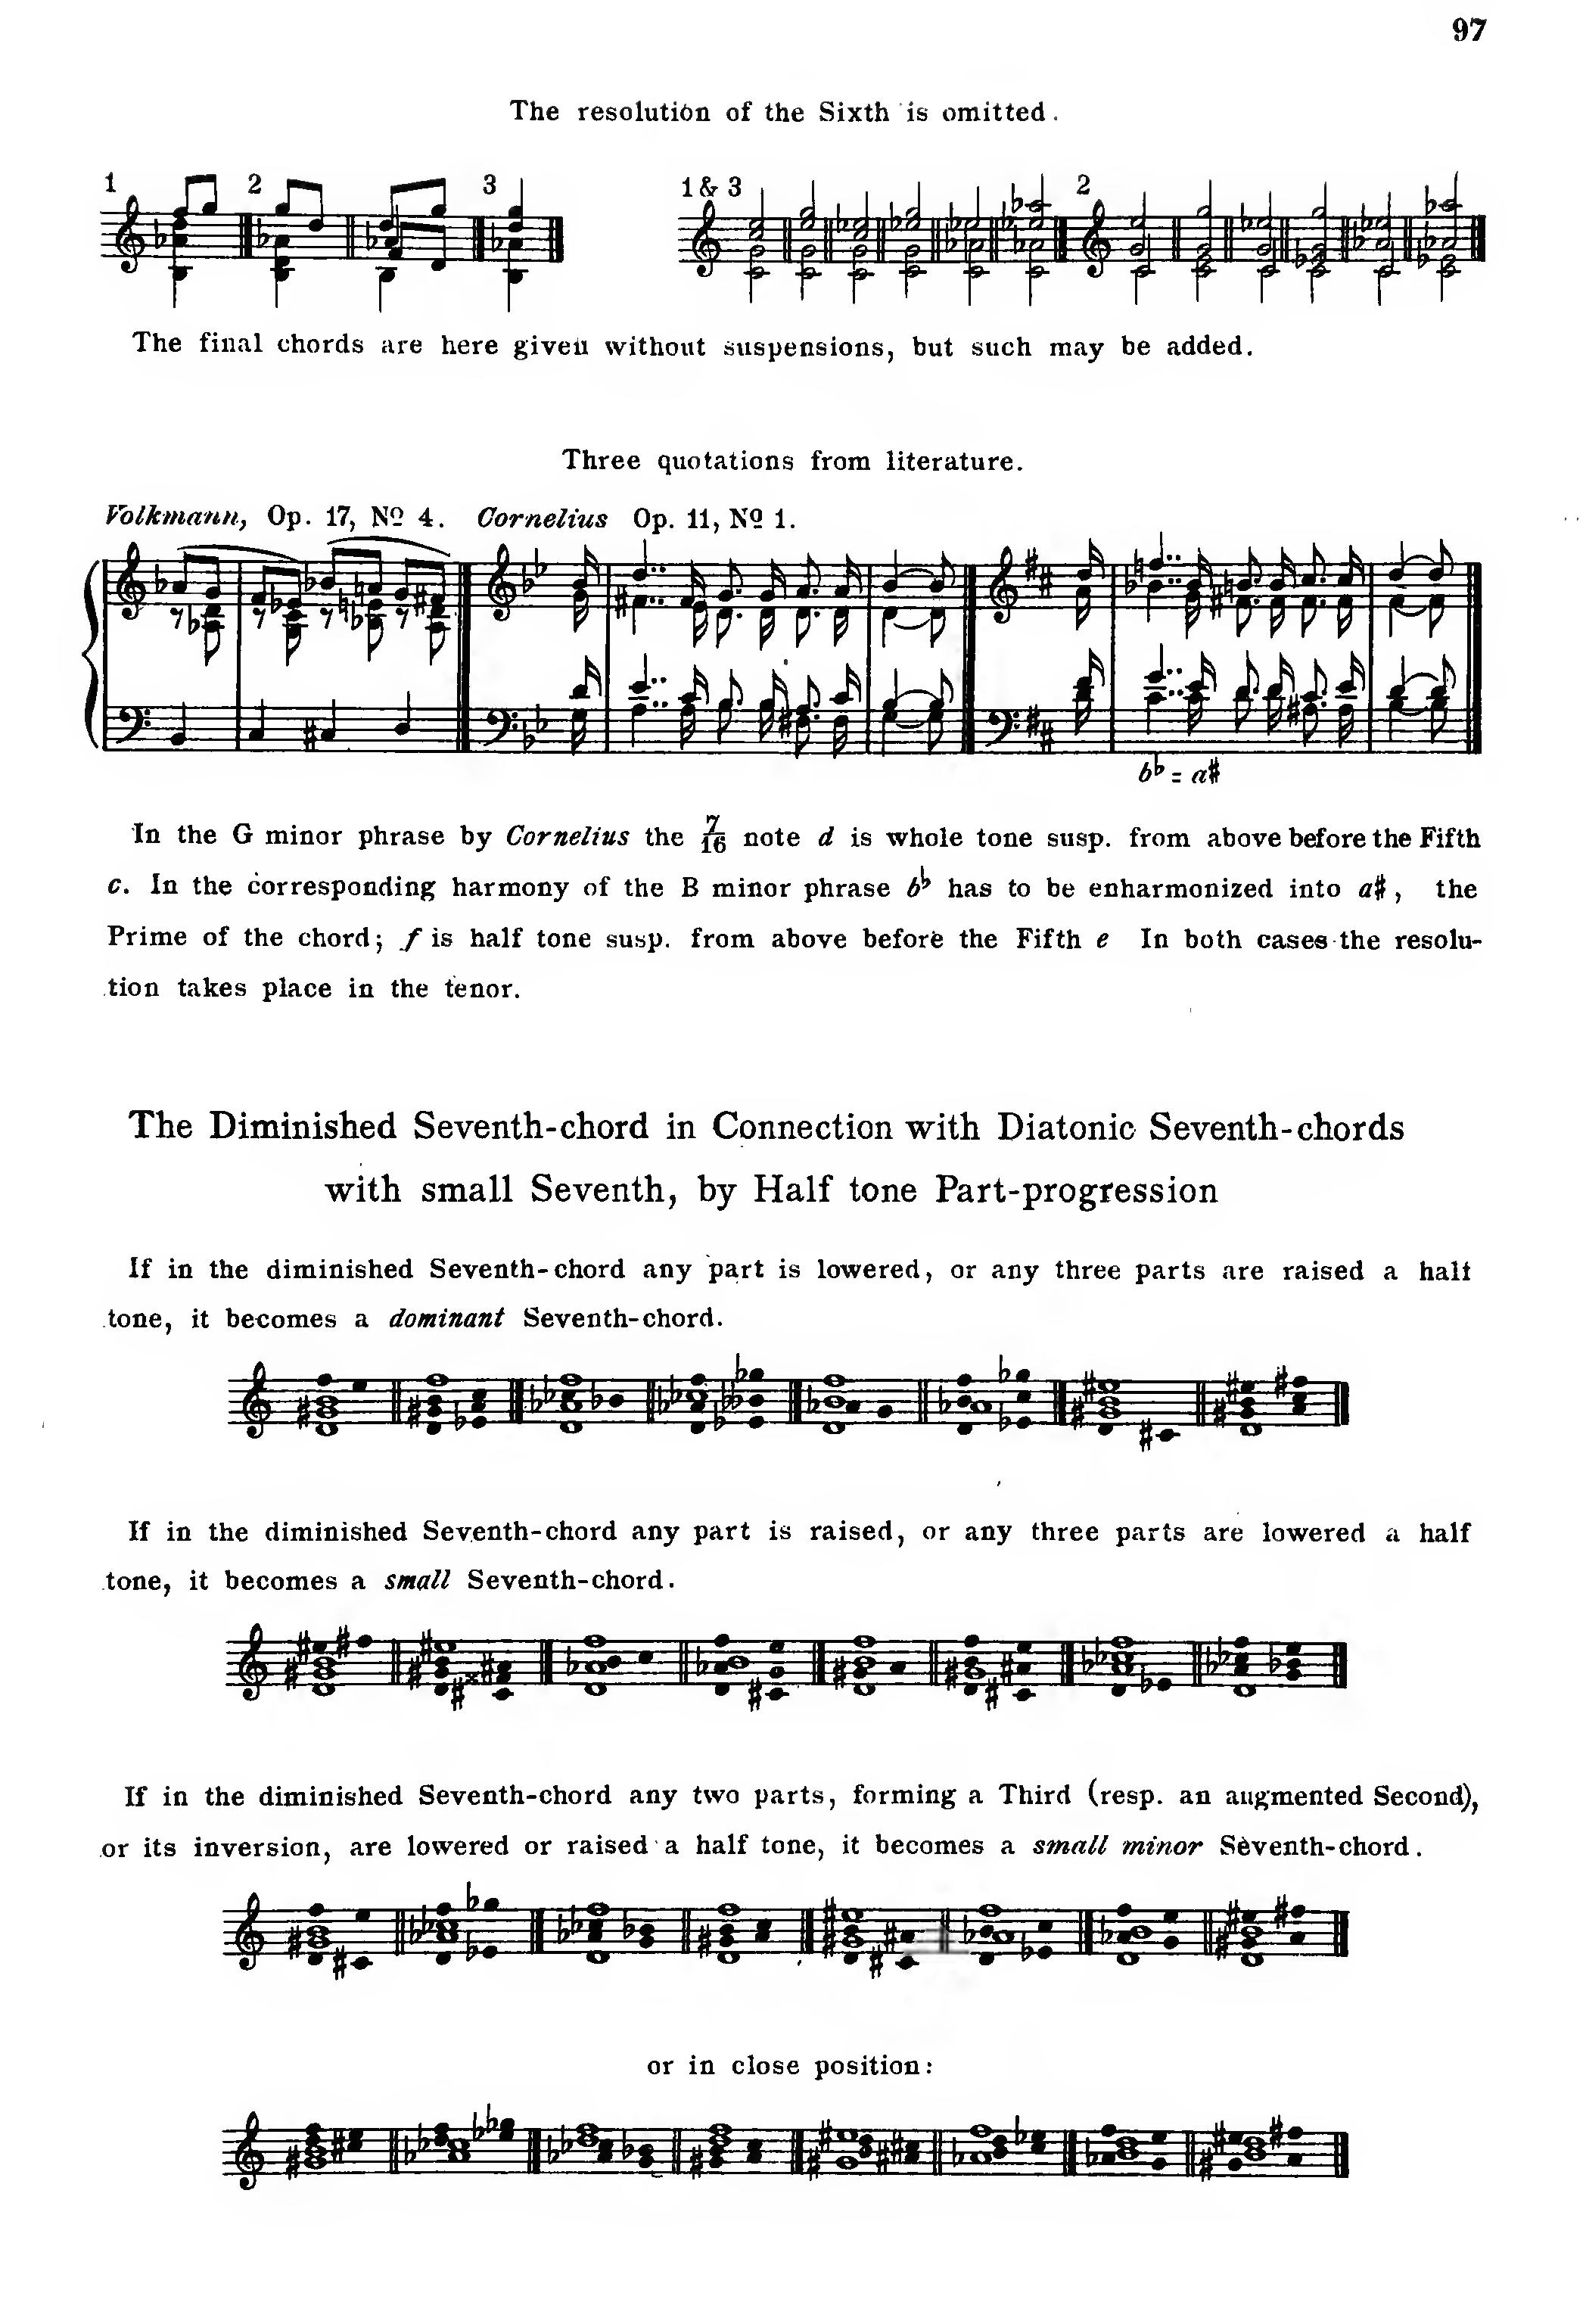 97
The resolution of the Sixth is omitted.
1 2 3 1 & 3 2
The final chords are here given without suspensions, but such may be added.
Three quotations from literature.
Volkmann, Op. 17, No 4. Cornelius Op. 11, No 1.
b♭ = a♯
In the G minor phrase by Cornelius the 7/16 note d is whole tone susp. from above before the Fifth
c. In the corresponding harmony of the B minor phrase b♭ has to be enharmonized into a♯, the
Prime of the chord; f is half tone susp. from above before the Fifth e In both cases the resolu-
tion takes place in the tenor.
The Diminished Seventh-chord in Connection with Diatonic Seventh-chords
with small Seventh, by Half tone Part-progression
If in the diminished Seventh-chord any part is lowered, or any three parts are raised a half
tone, it becomes a dominant Seventh-chord.
If in the diminished Seventh-chord any part is raised, or any three parts are lowered a half
tone, it becomes a small Seventh-chord.
If in the diminished Seventh-chord any two parts, forming a Third (resp. an augmented Second),
or its inversion, are lowered or raised a half tone, it becomes a small minor Seventh-chord.
or in close position: